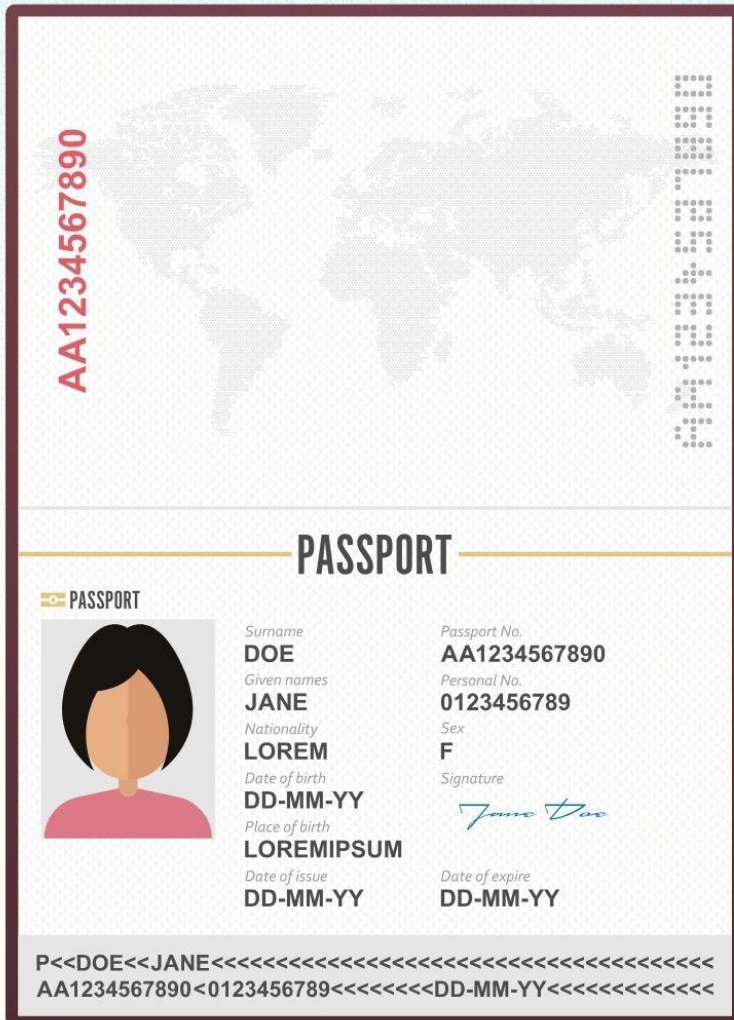 AA1234567890
PASSPORT
PASSPORT
Surname
DOE
Passport No.
AA1234567890
Given names
JANE
Personal No.
0123456789
Nationality
LOREM
Sex
F
Date of birth
DD-MM-YY
Signature
Jane Doe
Place of birth
LOREMIPSUM
Date of issue
DD-MM-YY
Date of expire
DD-MM-YY
P<<DOE<<JANE<<<<<<<<<<<<<<<<<<<<<<<<<<<<<<<<<<<<<<<
AA1234567890<0123456789<<<<<<<<DD-MM-YY<<<<<<<<<<<<<